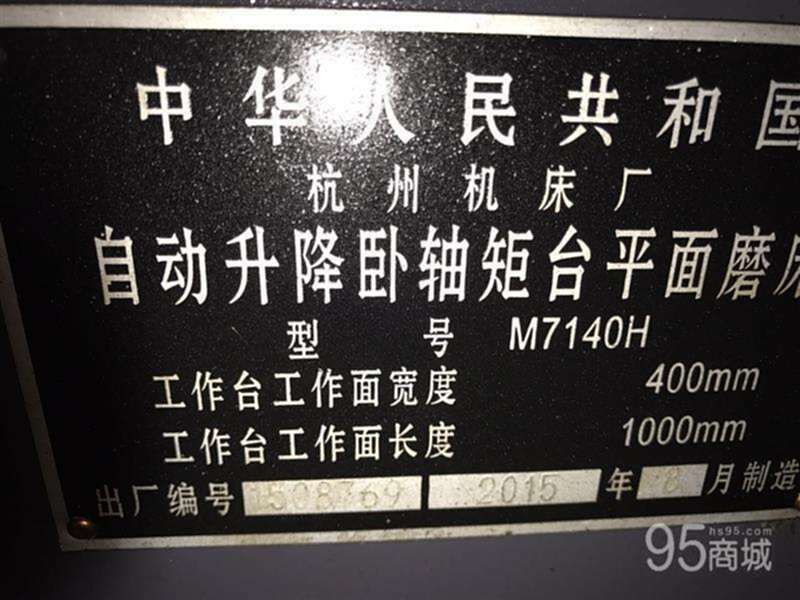 中华人民共和国
杭州机床厂
自动升降卧轴矩台平面磨床
型 号 M7140H
工作台工作面宽度 400mm
工作台工作面长度 1000mm
出厂编号 1508769 2015 年 8 月制造
hs95.com
95商城